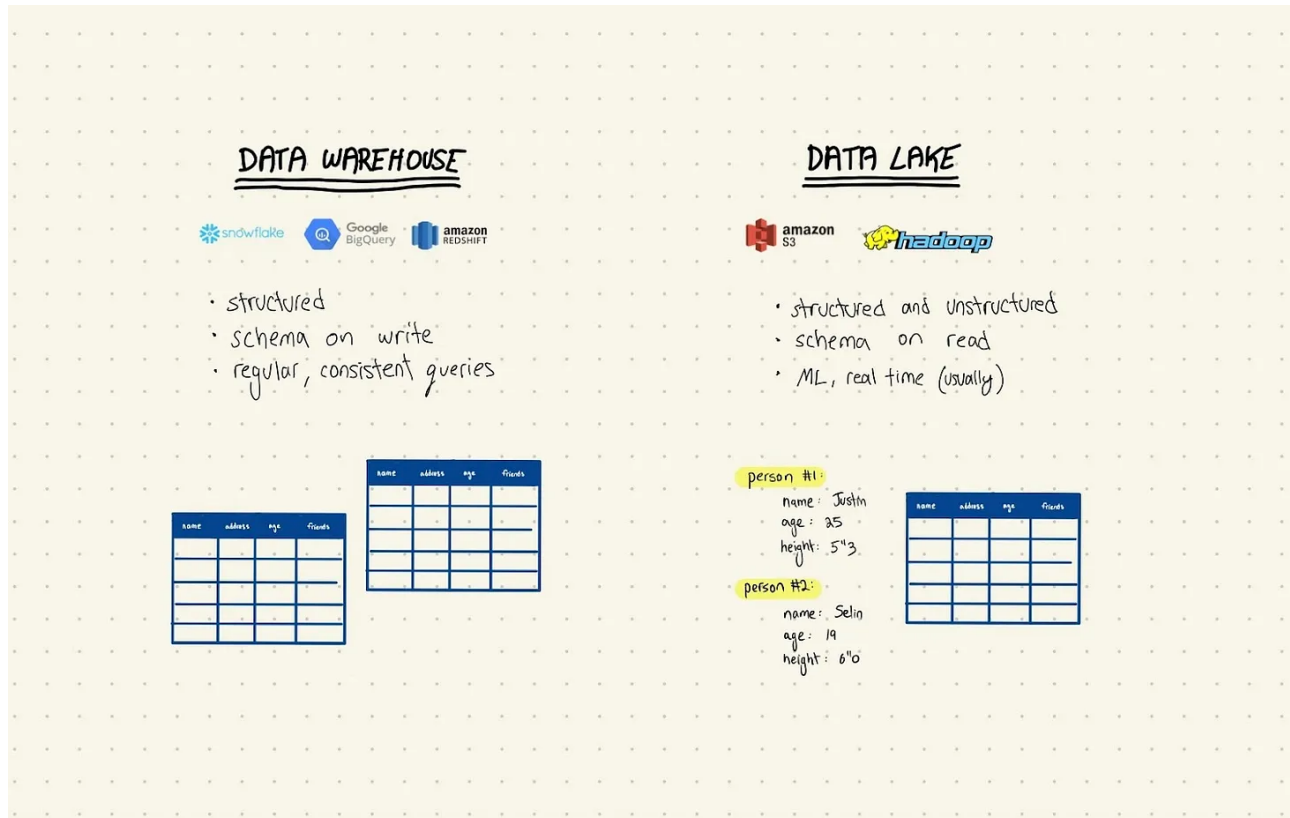 DATA WAREHOUSE
snowflake
Google
BigQuery
amazon
REDSHIFT
· structured
· schema on write
· regular, consistent queries
name address age friends
name address age friends
DATA LAKE
amazon
S3
hadoop
· structured and unstructured
· schema on read
· ML, real time (usually)
person #1:
name: Justin
age: 25
height: 5"3
person #2:
name: Selin
age: 19
height: 6"0
name address age friends